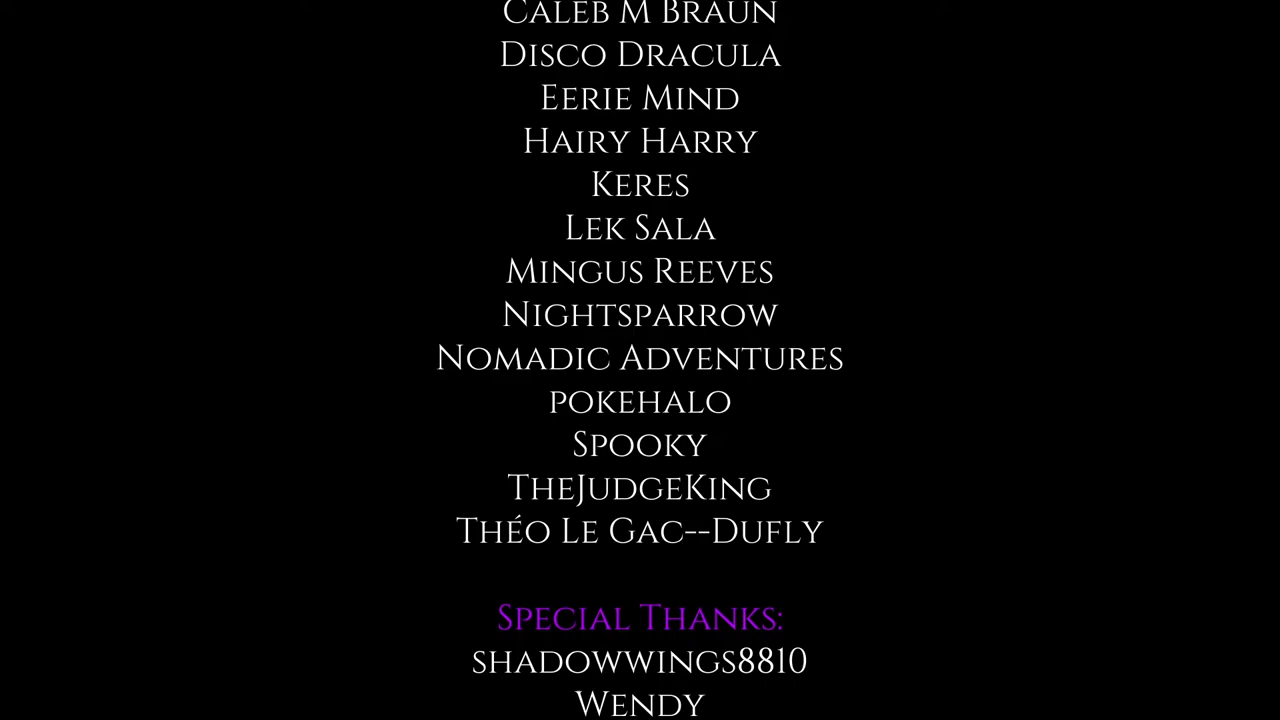 Caleb M Braun
Disco Dracula
Eerie Mind
Hairy Harry
Keres
Lek Sala
Mingus Reeves
Nightsparrow
Nomadic Adventures
pokehalo
Spooky
TheJudgeKing
Théo Le Gac--Dufly
Special Thanks:
shadowwings8810
Wendy